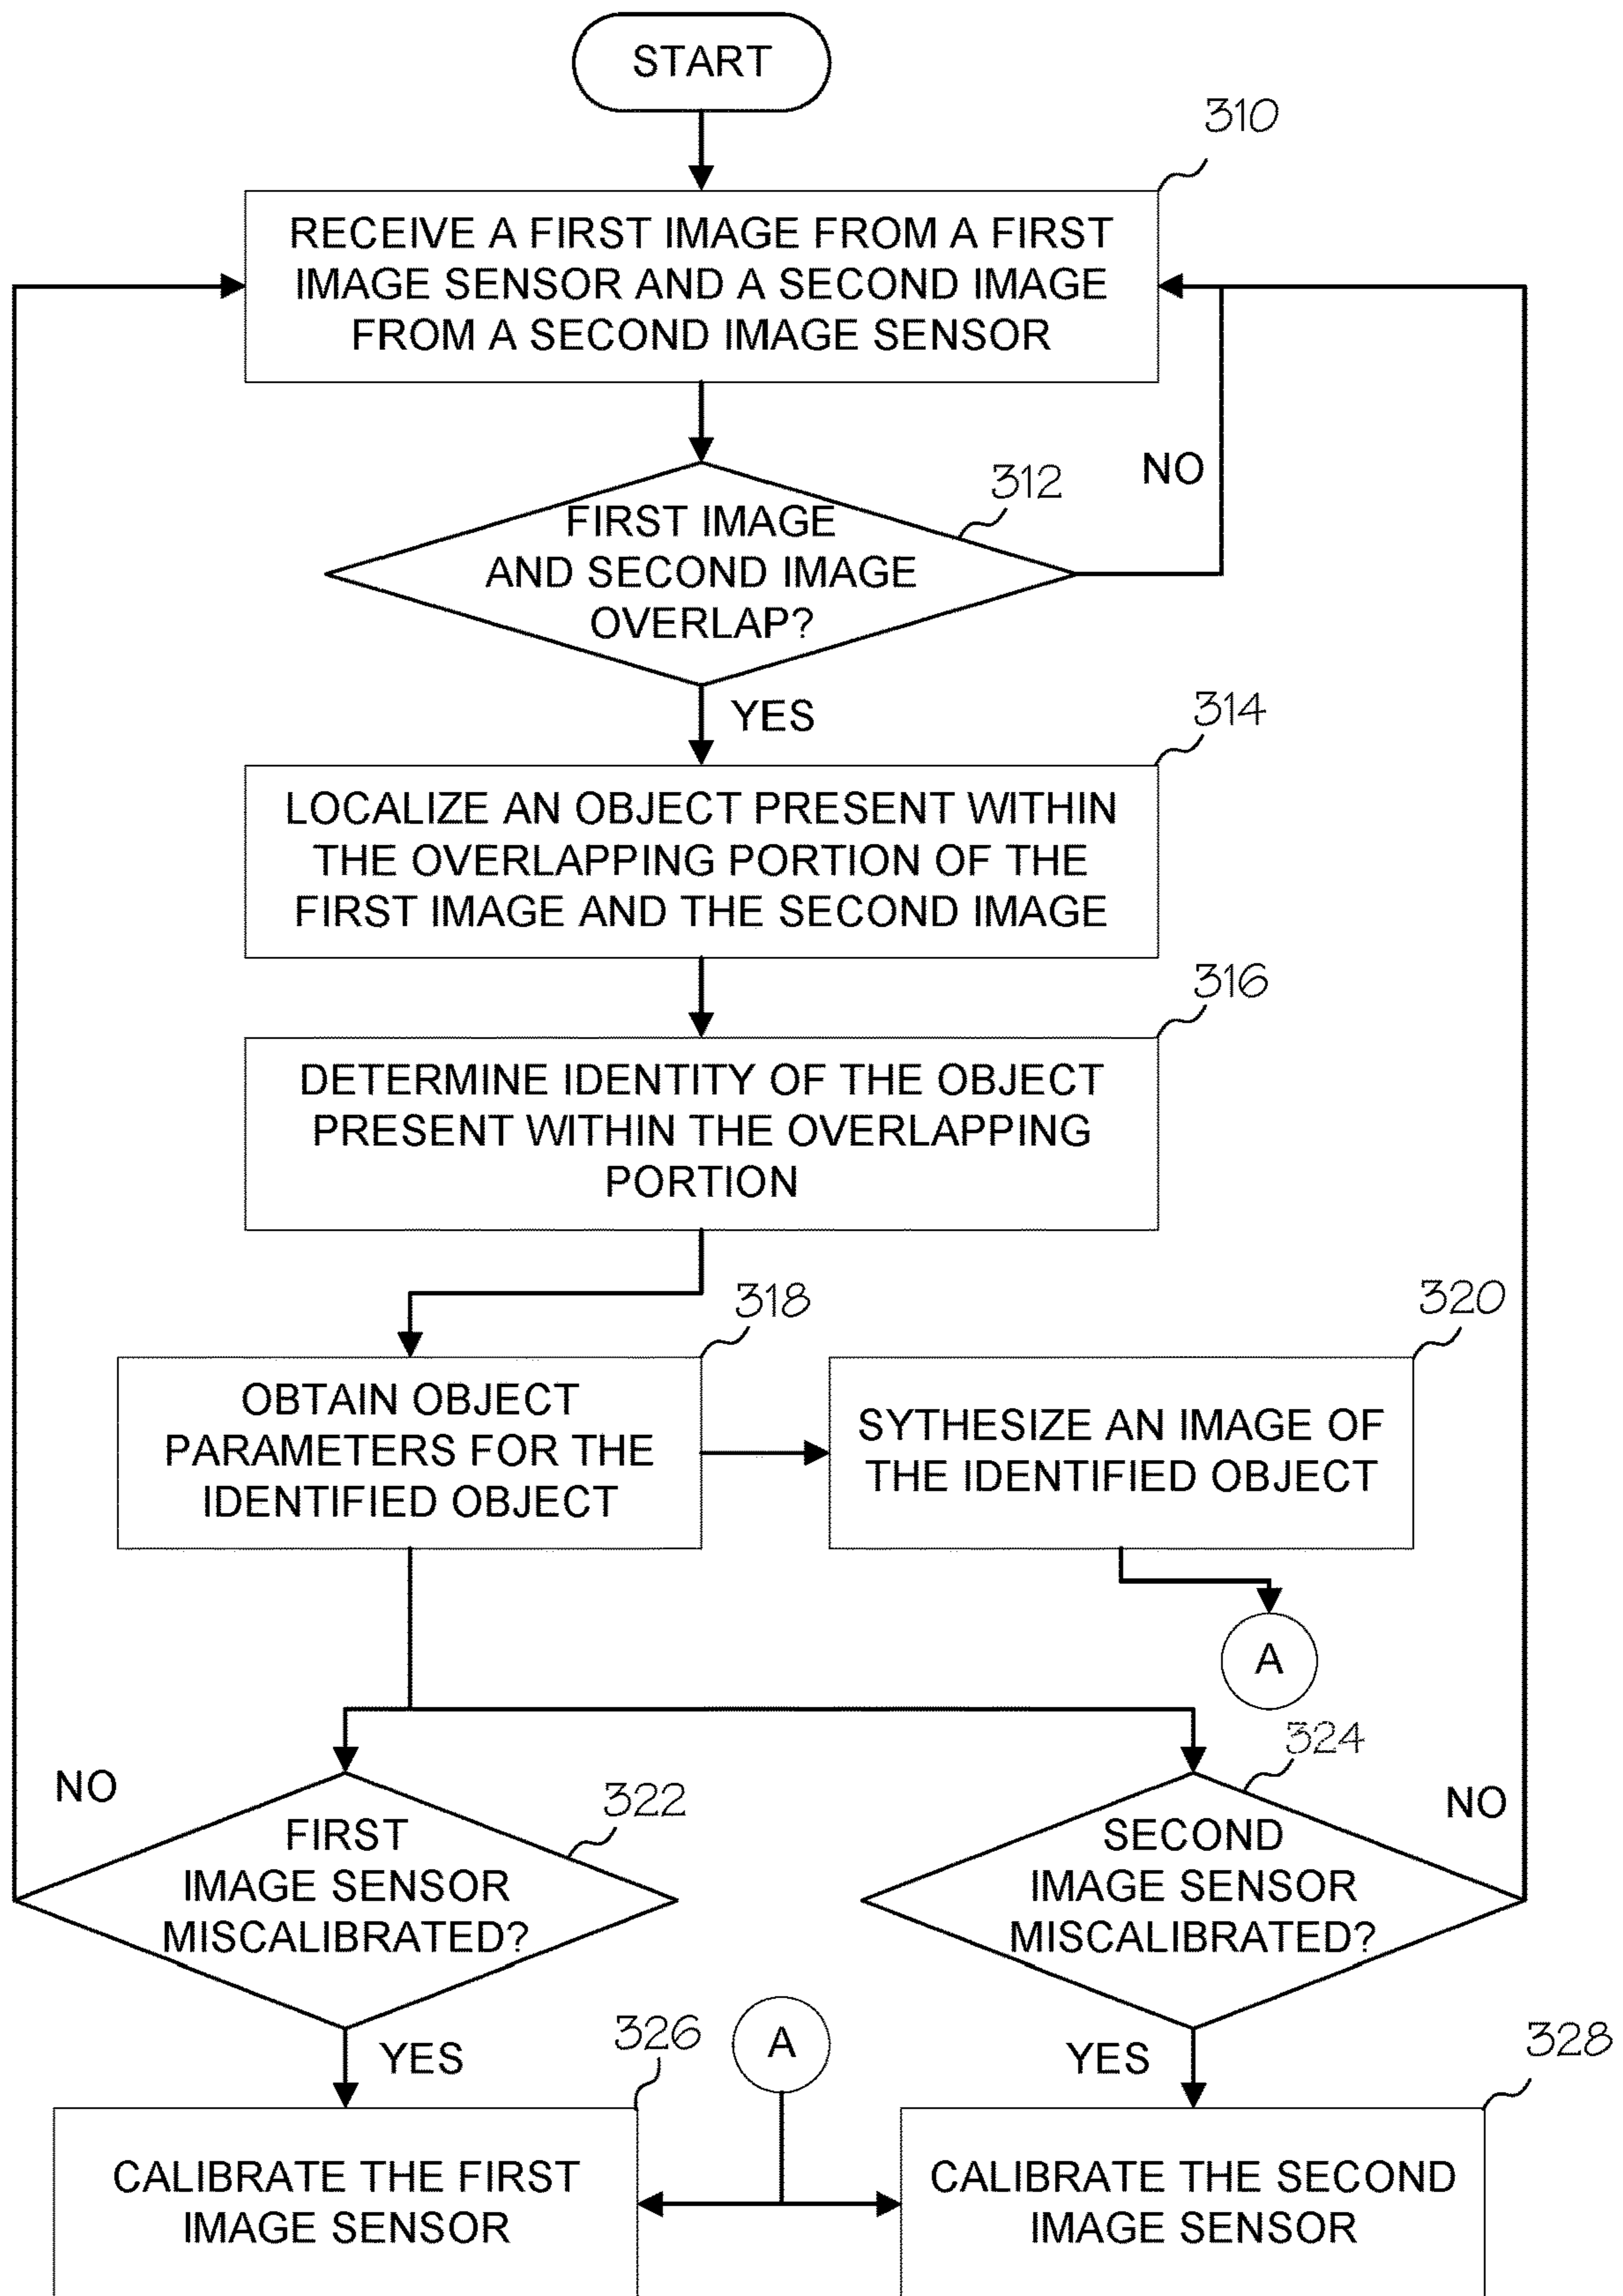 START
310
RECEIVE A FIRST IMAGE FROM A FIRST
IMAGE SENSOR AND A SECOND IMAGE
FROM A SECOND IMAGE SENSOR
312
NO
FIRST IMAGE
AND SECOND IMAGE
OVERLAP?
YES
314
LOCALIZE AN OBJECT PRESENT WITHIN
THE OVERLAPPING PORTION OF THE
FIRST IMAGE AND THE SECOND IMAGE
316
DETERMINE IDENTITY OF THE OBJECT
PRESENT WITHIN THE OVERLAPPING
PORTION
318
OBTAIN OBJECT
PARAMETERS FOR THE
IDENTIFIED OBJECT
320
SYTHESIZE AN IMAGE OF
THE IDENTIFIED OBJECT
A
NO
322
FIRST
IMAGE SENSOR
MISCALIBRATED?
324
NO
SECOND
IMAGE SENSOR
MISCALIBRATED?
YES
326
A
YES
328
CALIBRATE THE FIRST
IMAGE SENSOR
CALIBRATE THE SECOND
IMAGE SENSOR